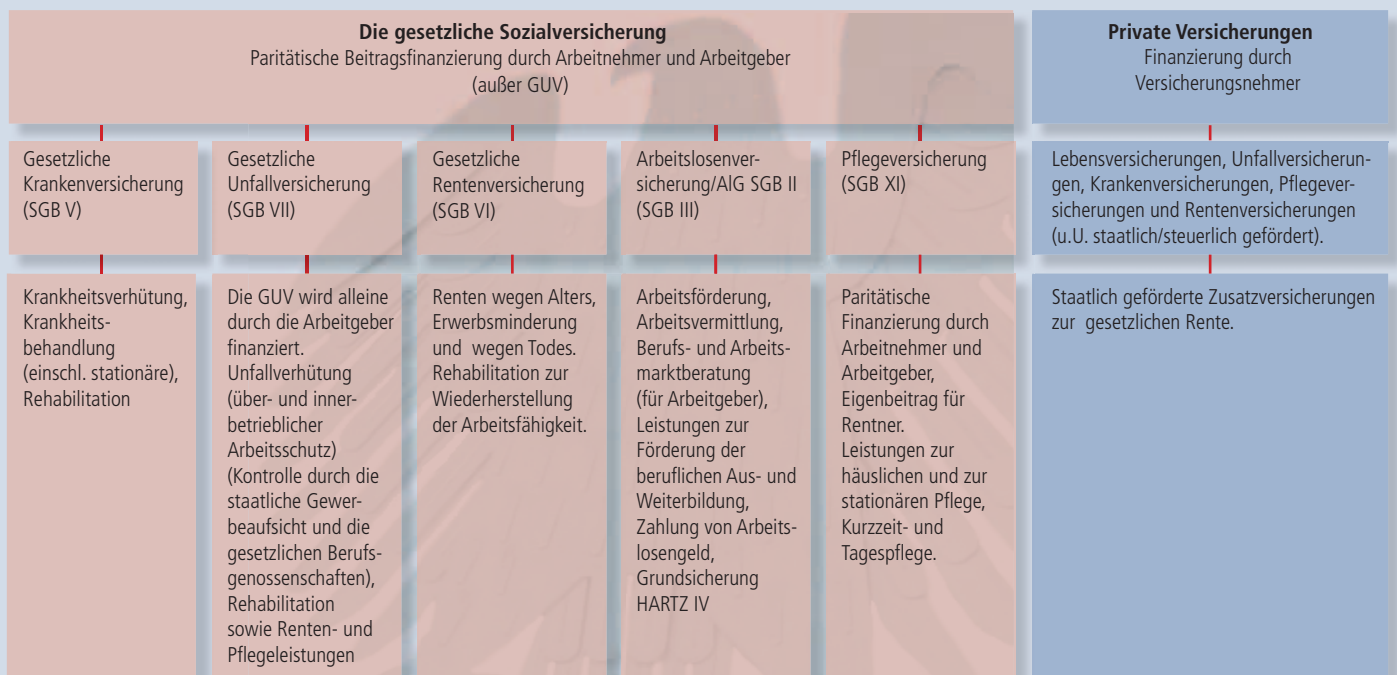 Die gesetzliche Sozialversicherung
Paritätische Beitragsfinanzierung durch Arbeitnehmer und Arbeitgeber
(außer GUV)
Private Versicherungen
Finanzierung durch
Versicherungsnehmer
Gesetzliche
Krankenversicherung
(SGB V)
Gesetzliche
Unfallversicherung
(SGB VII)
Gesetzliche
Rentenversicherung
(SGB VI)
Arbeitslosenver-
sicherung/AlG SGB II
(SGB III)
Pflegeversicherung
(SGB XI)
Lebensversicherungen, Unfallversicherun-
gen, Krankenversicherungen, Pflegever-
sicherungen und Rentenversicherungen
(u.U. staatlich/steuerlich gefördert).
Krankheitsverhütung,
Krankheits-
behandlung
(einschl. stationäre),
Rehabilitation
Die GUV wird alleine
durch die Arbeitgeber
finanziert.
Unfallverhütung
(über- und inner-
betrieblicher
Arbeitsschutz)
(Kontrolle durch die
staatliche Gewer-
beaufsicht und die
gesetzlichen Berufs-
genossenschaften),
Rehabilitation
sowie Renten- und
Pflegeleistungen
Renten wegen Alters,
Erwerbsminderung
und wegen Todes.
Rehabilitation zur
Wiederherstellung
der Arbeitsfähigkeit.
Arbeitsförderung,
Arbeitsvermittlung,
Berufs- und Arbeits-
marktberatung
(für Arbeitgeber),
Leistungen zur
Förderung der
beruflichen Aus- und
Weiterbildung,
Zahlung von Arbeits-
losengeld,
Grundsicherung
HARTZ IV
Paritätische
Finanzierung durch
Arbeitnehmer und
Arbeitgeber,
Eigenbeitrag für
Rentner.
Leistungen zur
häuslichen und zur
stationären Pflege,
Kurzzeit- und
Tagespflege.
Staatlich geförderte Zusatzversicherungen
zur gesetzlichen Rente.